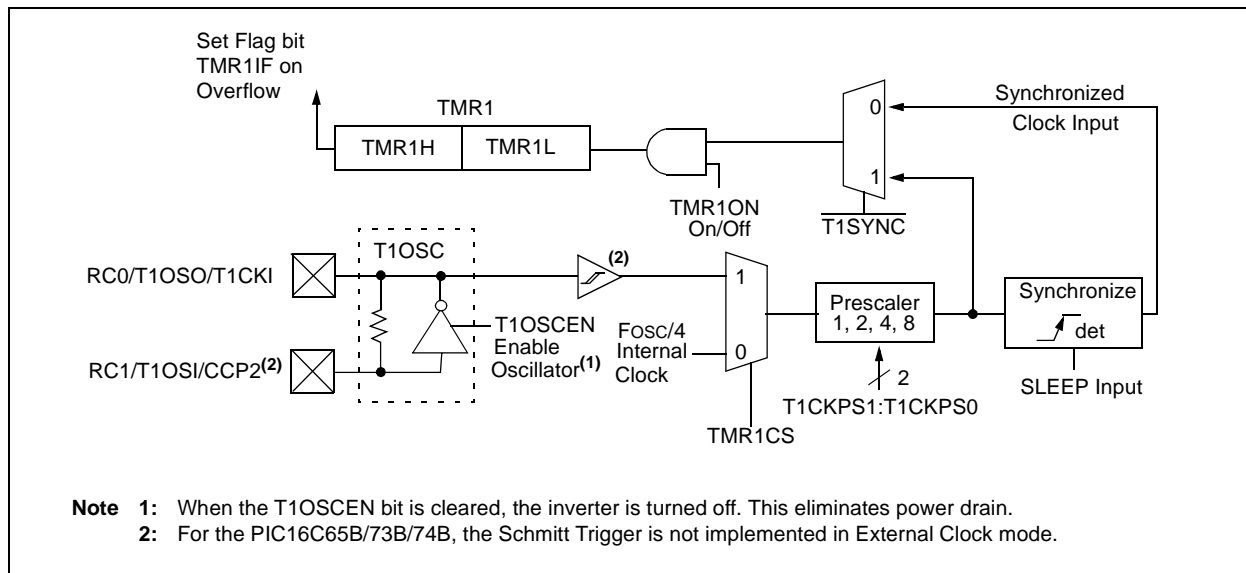 Set Flag bit
TMR1IF on
Overflow
TMR1
TMR1H
TMR1L
TMR1ON
On/Off
0
1
T1SYNC
Synchronized
Clock Input
T1OSC
RC0/T1OSO/T1CKI
(2)
1
0
FOSC/4
Internal
Clock
T1OSCEN
Enable
Oscillator(1)
RC1/T1OSI/CCP2(2)
TMR1CS
Prescaler
1, 2, 4, 8
2
T1CKPS1:T1CKPS0
Synchronize
det
SLEEP Input
Note 1: When the T1OSCEN bit is cleared, the inverter is turned off. This eliminates power drain.
2: For the PIC16C65B/73B/74B, the Schmitt Trigger is not implemented in External Clock mode.